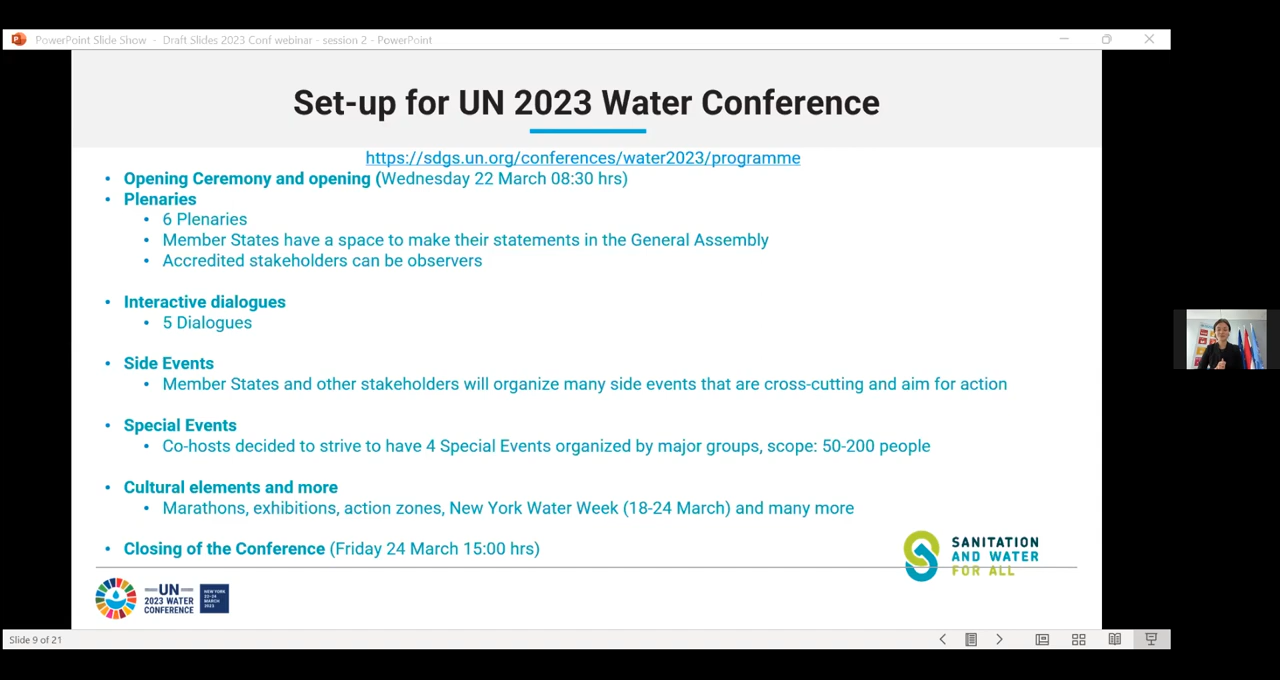 PowerPoint Slide Show - Draft Slides 2023 Conf webinar - session 2 - PowerPoint
Set-up for UN 2023 Water Conference
https://sdgs.un.org/conferences/water2023/programme
• Opening Ceremony and opening (Wednesday 22 March 08:30 hrs)
• Plenaries
• 6 Plenaries
• Member States have a space to make their statements in the General Assembly
• Accredited stakeholders can be observers
• Interactive dialogues
• 5 Dialogues
• Side Events
• Member States and other stakeholders will organize many side events that are cross-cutting and aim for action
• Special Events
• Co-hosts decided to strive to have 4 Special Events organized by major groups, scope: 50-200 people
• Cultural elements and more
• Marathons, exhibitions, action zones, New York Water Week (18-24 March) and many more
• Closing of the Conference (Friday 24 March 15:00 hrs)
SANITATION
AND WATER
FOR ALL
UN
2023 WATER
CONFERENCE
NEW YORK
22-24
MARCH
2023
Slide 9 of 21